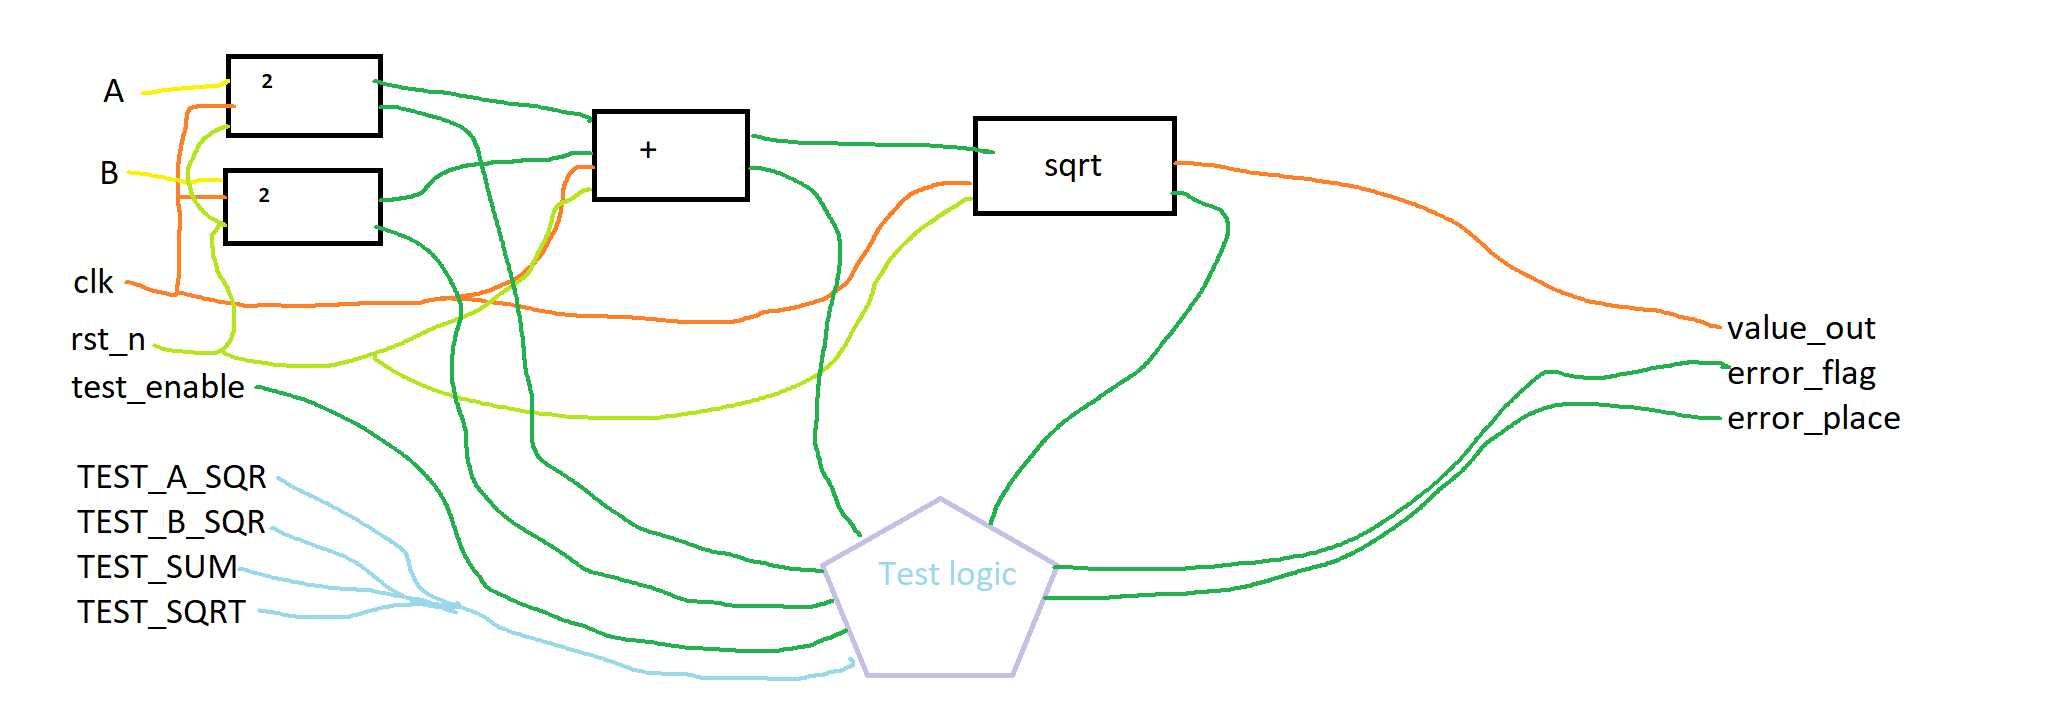 A
2
B
2
+
sqrt
clk
rst_n
test_enable
TEST_A_SQR
TEST_B_SQR
TEST_SUM
TEST_SQRT
Test logic
value_out
error_flag
error_place